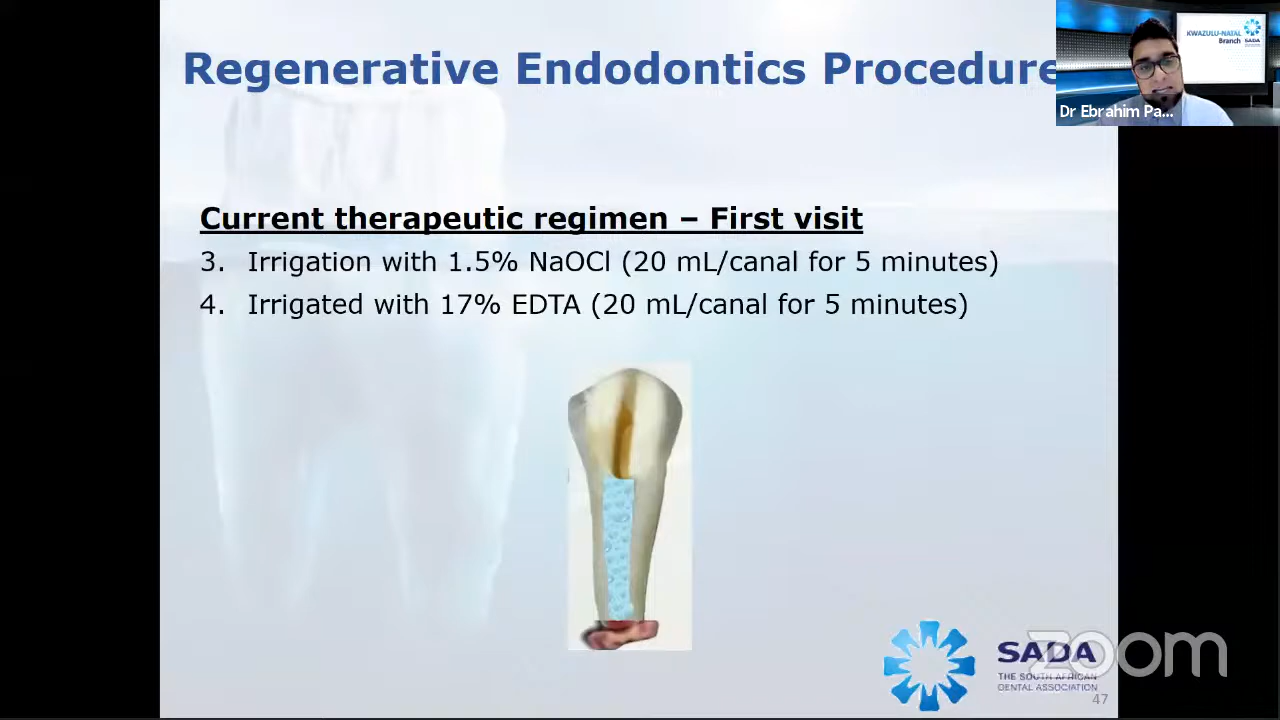 Regenerative Endodontics Procedure
KWAZULU-NATAL
Branch
SADA
Dr Ebrahim Pa...
Current therapeutic regimen – First visit
3. Irrigation with 1.5% NaOCl (20 mL/canal for 5 minutes)
4. Irrigated with 17% EDTA (20 mL/canal for 5 minutes)
SADA
THE SOUTH AFRICAN
DENTAL ASSOCIATION
zoom
47